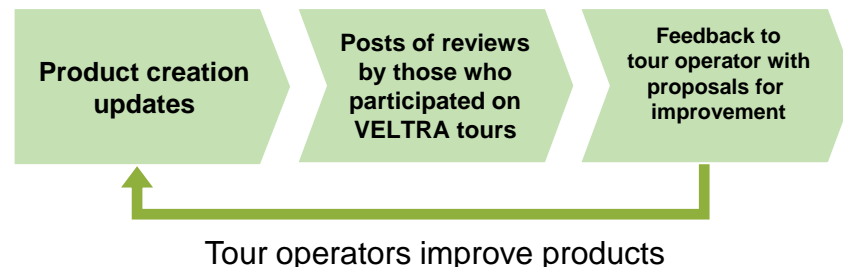 Product creation
updates
Posts of reviews
by those who
participated on
VELTRA tours
Feedback to
tour operator with
proposals for
improvement
Tour operators improve products